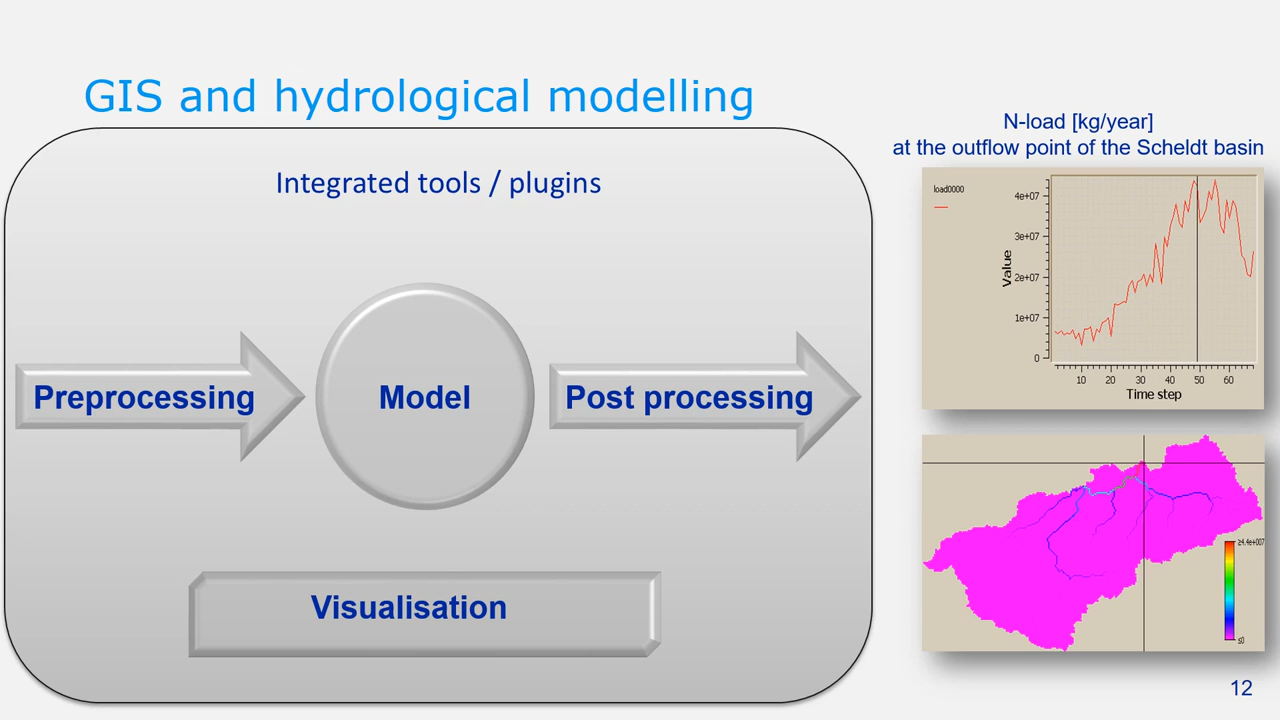 GIS and hydrological modelling
Integrated tools / plugins
Preprocessing
Model
Post processing
Visualisation
N-load [kg/year]
at the outflow point of the Scheldt basin
load0000
Value
4e+07
3e+07
2e+07
1e+07
0
10 20 30 40 50 60
Time step
12